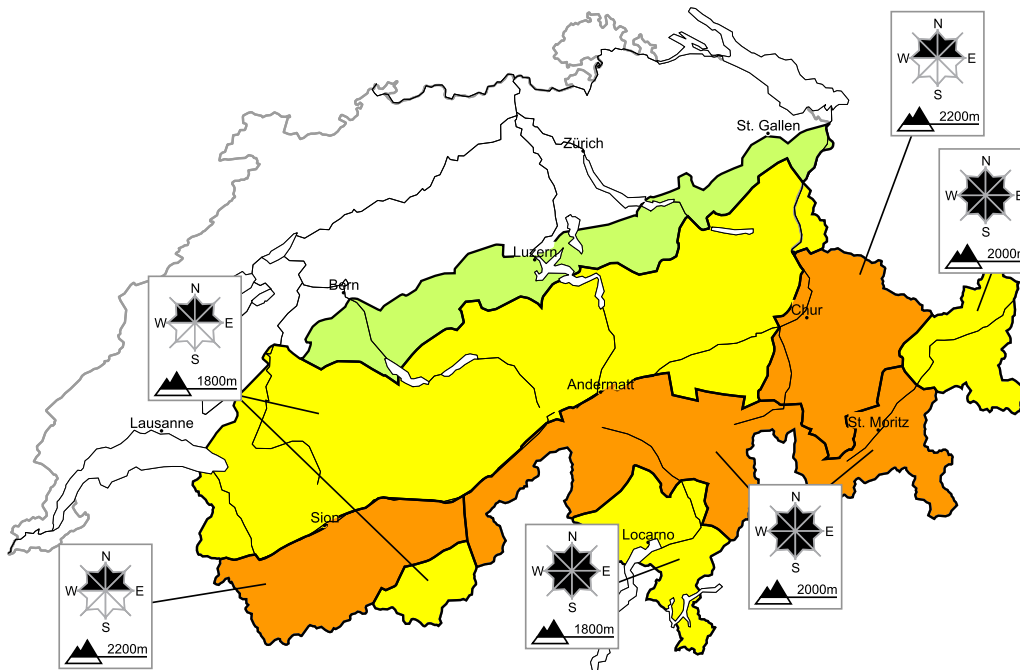 N
W E
S
2200m
St. Gallen
Zürich
N
W E
S
2000m
Luzern
Bern
N
W E
S
1800m
Chur
Andermatt
Lausanne
St. Moritz
N
W E
S
2000m
Sion
N
W E
S
1800m
Locarno
N
W E
S
2200m